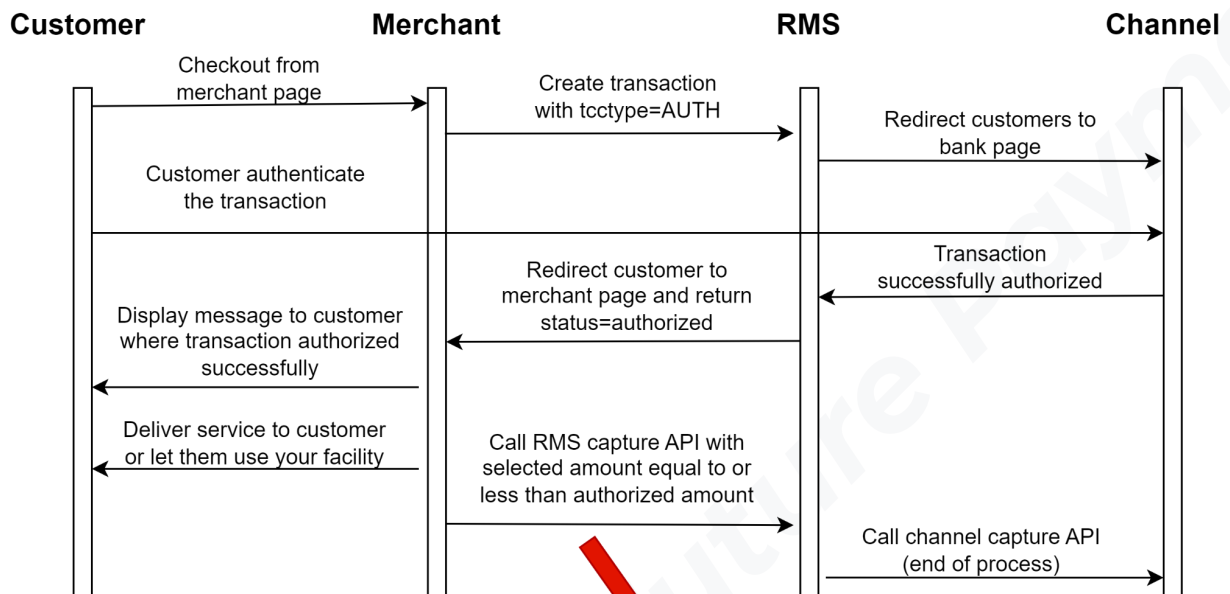 Customer
Merchant
RMS
Channel
Checkout from
merchant page
Create transaction
with tcctype=AUTH
Redirect customers to
bank page
Customer authenticate
the transaction
Transaction
successfully authorized
Redirect customer to
merchant page and return
status=authorized
Display message to customer
where transaction authorized
successfully
Deliver service to customer
or let them use your facility
Call RMS capture API with
selected amount equal to or
less than authorized amount
Call channel capture API
(end of process)